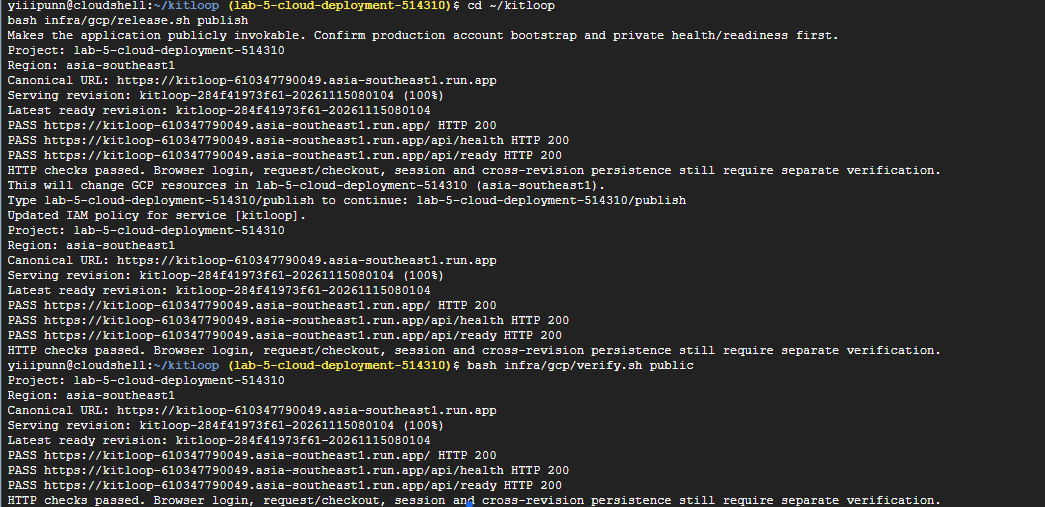 yiiipunn@cloudshell:~/kitloop (lab-5-cloud-deployment-514310)$ cd ~/kitloop
bash infra/gcp/release.sh publish
Makes the application publicly invokable. Confirm production account bootstrap and private health/readiness first.
Project: lab-5-cloud-deployment-514310
Region: asia-southeast1
Canonical URL: https://kitloop-610347790049.asia-southeast1.run.app
Serving revision: kitloop-284f41973f61-20261115080104 (100%)
Latest ready revision: kitloop-284f41973f61-20261115080104
PASS https://kitloop-610347790049.asia-southeast1.run.app/ HTTP 200
PASS https://kitloop-610347790049.asia-southeast1.run.app/api/health HTTP 200
PASS https://kitloop-610347790049.asia-southeast1.run.app/api/ready HTTP 200
HTTP checks passed. Browser login, request/checkout, session and cross-revision persistence still require separate verification.
This will change GCP resources in lab-5-cloud-deployment-514310 (asia-southeast1).
Type lab-5-cloud-deployment-514310/publish to continue: lab-5-cloud-deployment-514310/publish
Updated IAM policy for service [kitloop].
Project: lab-5-cloud-deployment-514310
Region: asia-southeast1
Canonical URL: https://kitloop-610347790049.asia-southeast1.run.app
Serving revision: kitloop-284f41973f61-20261115080104 (100%)
Latest ready revision: kitloop-284f41973f61-20261115080104
PASS https://kitloop-610347790049.asia-southeast1.run.app/ HTTP 200
PASS https://kitloop-610347790049.asia-southeast1.run.app/api/health HTTP 200
PASS https://kitloop-610347790049.asia-southeast1.run.app/api/ready HTTP 200
HTTP checks passed. Browser login, request/checkout, session and cross-revision persistence still require separate verification.
yiiipunn@cloudshell:~/kitloop (lab-5-cloud-deployment-514310)$ bash infra/gcp/verify.sh public
Project: lab-5-cloud-deployment-514310
Region: asia-southeast1
Canonical URL: https://kitloop-610347790049.asia-southeast1.run.app
Serving revision: kitloop-284f41973f61-20261115080104 (100%)
Latest ready revision: kitloop-284f41973f61-20261115080104
PASS https://kitloop-610347790049.asia-southeast1.run.app/ HTTP 200
PASS https://kitloop-610347790049.asia-southeast1.run.app/api/health HTTP 200
PASS https://kitloop-610347790049.asia-southeast1.run.app/api/ready HTTP 200
HTTP checks passed. Browser login, request/checkout, session and cross-revision persistence still require separate verification.